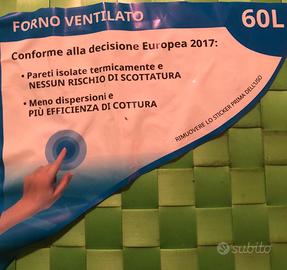 FORNO VENTILATO
60L
Conforme alla decisione Europea 2017:
• Pareti isolate termicamente e
NESSUN RISCHIO DI SCOTTATURA
• Meno dispersioni e
PIÙ EFFICIENZA DI COTTURA
RIMUOVERE LO STICKER PRIMA DELL'USO
subito